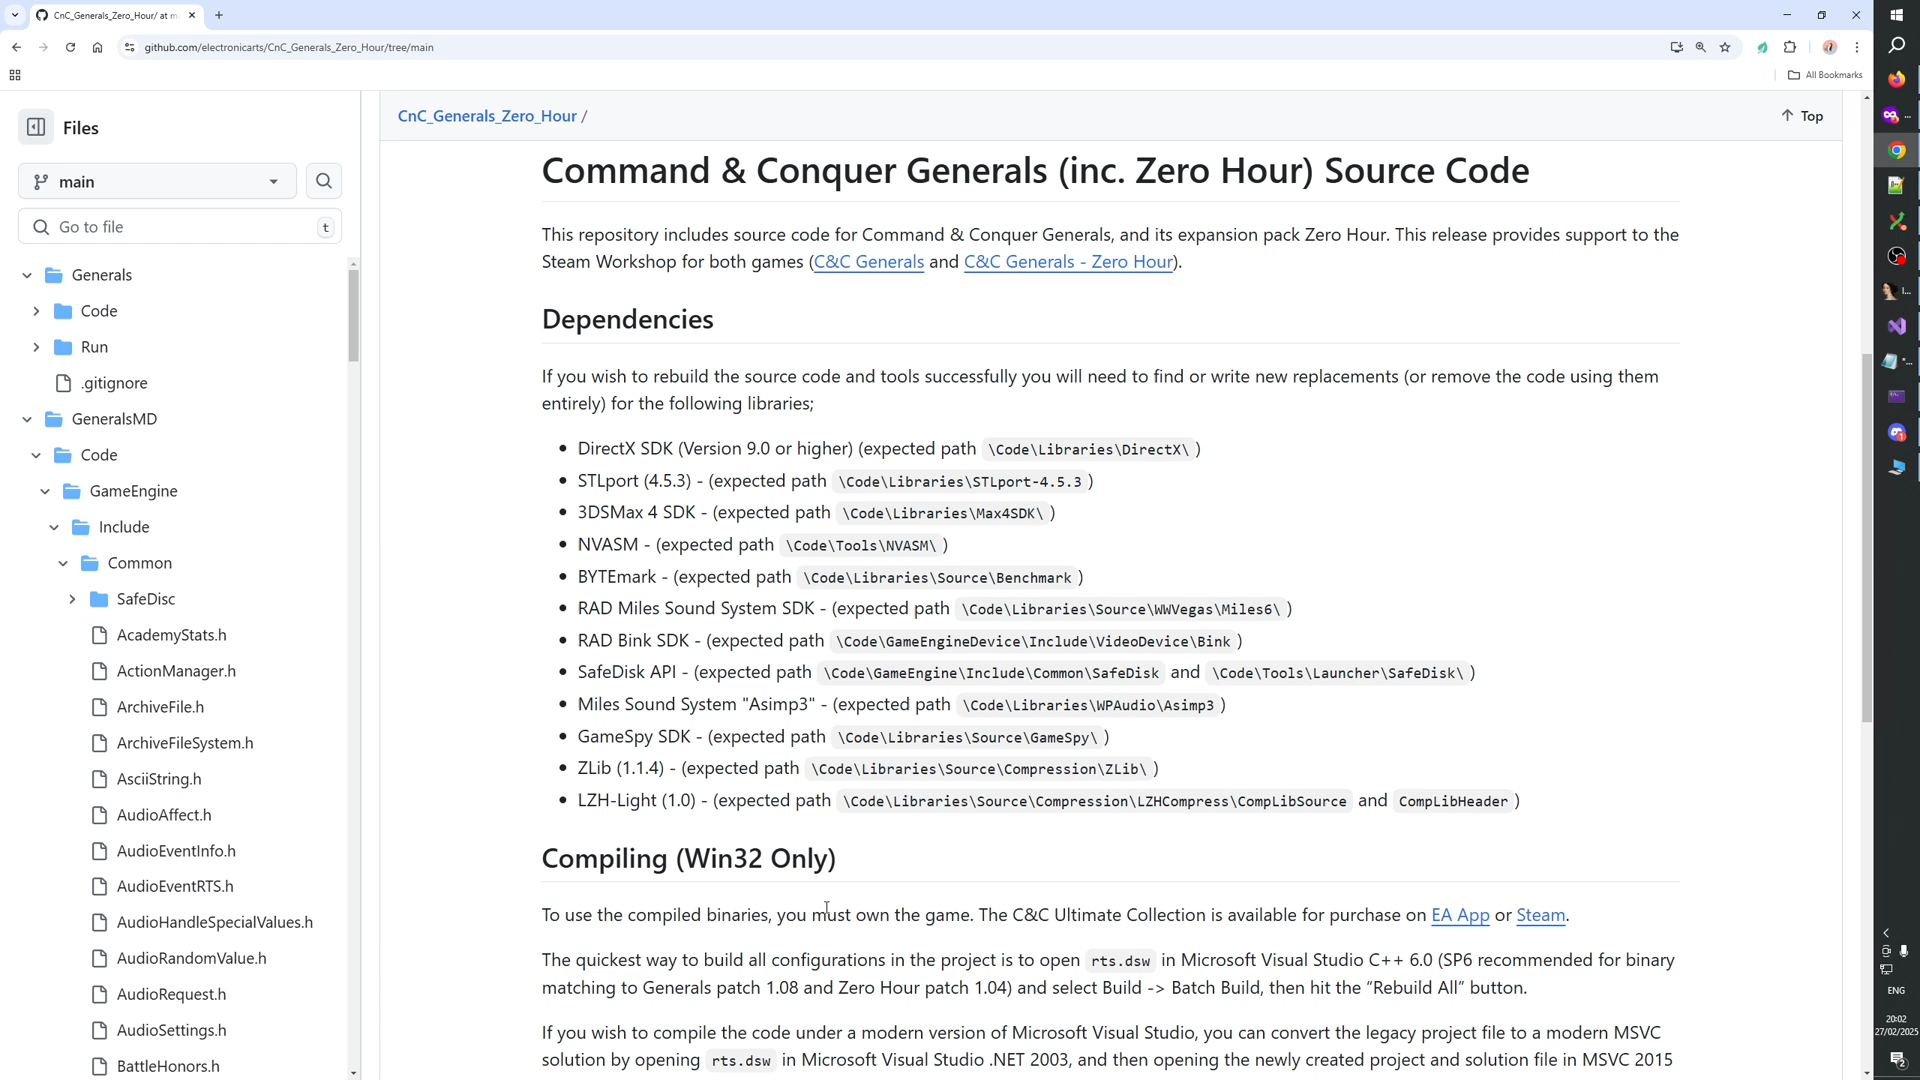 CnC_Generals_Zero_Hour/ at m
github.com/electronicarts/CnC_Generals_Zero_Hour/tree/main
All Bookmarks
Files
main
Go to file
t
Generals
Code
Run
.gitignore
GeneralsMD
Code
GameEngine
Include
Common
SafeDisc
AcademyStats.h
ActionManager.h
ArchiveFile.h
ArchiveFileSystem.h
AsciiString.h
AudioAffect.h
AudioEventInfo.h
AudioEventRTS.h
AudioHandleSpecialValues.h
AudioRandomValue.h
AudioRequest.h
AudioSettings.h
BattleHonors.h
CnC_Generals_Zero_Hour /
Top
Command & Conquer Generals (inc. Zero Hour) Source Code
This repository includes source code for Command & Conquer Generals, and its expansion pack Zero Hour. This release provides support to the
Steam Workshop for both games (C&C Generals and C&C Generals - Zero Hour).
Dependencies
If you wish to rebuild the source code and tools successfully you will need to find or write new replacements (or remove the code using them
entirely) for the following libraries;
• DirectX SDK (Version 9.0 or higher) (expected path \Code\Libraries\DirectX\ )
• STLport (4.5.3) - (expected path \Code\Libraries\STLport-4.5.3 )
• 3DSMax 4 SDK - (expected path \Code\Libraries\Max4SDK\ )
• NVASM - (expected path \Code\Tools\NVASM\ )
• BYTEmark - (expected path \Code\Libraries\Source\Benchmark )
• RAD Miles Sound System SDK - (expected path \Code\Libraries\Source\WWVegas\Miles6\ )
• RAD Bink SDK - (expected path \Code\GameEngineDevice\Include\VideoDevice\Bink )
• SafeDisk API - (expected path \Code\GameEngine\Include\Common\SafeDisk and \Code\Tools\Launcher\SafeDisk\ )
• Miles Sound System "Asimp3" - (expected path \Code\Libraries\WPAudio\Asimp3 )
• GameSpy SDK - (expected path \Code\Libraries\Source\GameSpy\ )
• ZLib (1.1.4) - (expected path \Code\Libraries\Source\Compression\ZLib\ )
• LZH-Light (1.0) - (expected path \Code\Libraries\Source\Compression\LZHCompress\CompLibSource and CompLibHeader )
Compiling (Win32 Only)
To use the compiled binaries, you must own the game. The C&C Ultimate Collection is available for purchase on EA App or Steam.
The quickest way to build all configurations in the project is to open rts.dsw in Microsoft Visual Studio C++ 6.0 (SP6 recommended for binary
matching to Generals patch 1.08 and Zero Hour patch 1.04) and select Build -> Batch Build, then hit the “Rebuild All” button.
If you wish to compile the code under a modern version of Microsoft Visual Studio, you can convert the legacy project file to a modern MSVC
solution by opening rts.dsw in Microsoft Visual Studio .NET 2003, and then opening the newly created project and solution file in MSVC 2015
ENG
20:02
27/02/2025